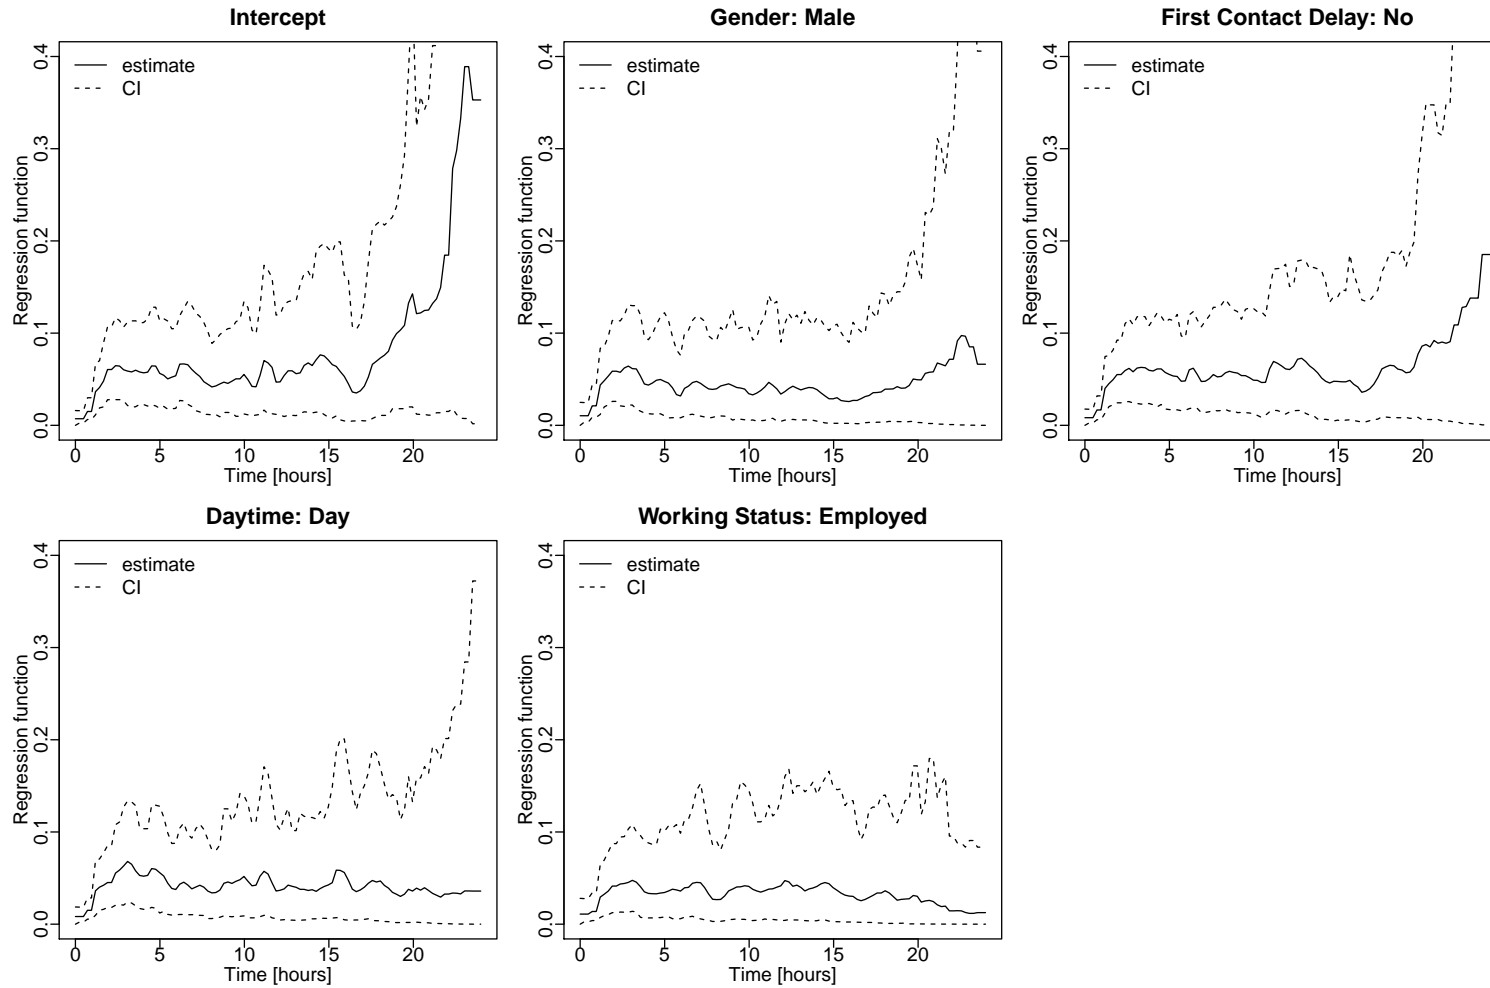 Intercept
estimate
CI
Regression function
0.0 0.1 0.2 0.3 0.4
0 5 10 15 20
Time [hours]
Gender: Male
estimate
CI
Regression function
0.0 0.1 0.2 0.3 0.4
0 5 10 15 20
Time [hours]
First Contact Delay: No
estimate
CI
Regression function
0.0 0.1 0.2 0.3 0.4
0 5 10 15 20
Time [hours]
Daytime: Day
estimate
CI
Regression function
0.0 0.1 0.2 0.3 0.4
0 5 10 15 20
Time [hours]
Working Status: Employed
estimate
CI
Regression function
0.0 0.1 0.2 0.3 0.4
0 5 10 15 20
Time [hours]